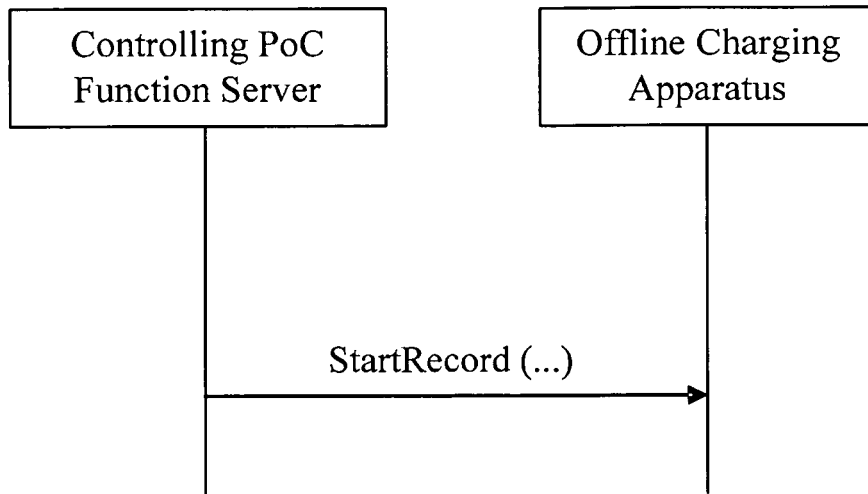 Controlling PoC
Function Server
Offline Charging
Apparatus
StartRecord (...)